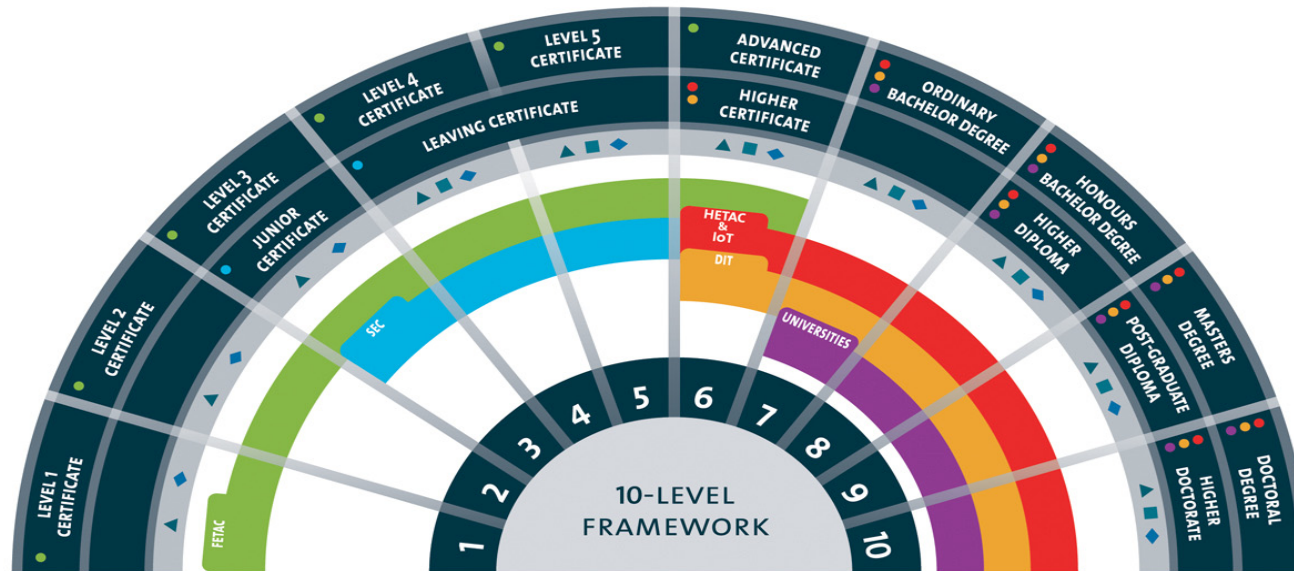 LEVEL 1
CERTIFICATE
LEVEL 2
CERTIFICATE
LEVEL 3
CERTIFICATE
LEVEL 4
CERTIFICATE
LEVEL 5
CERTIFICATE
ADVANCED
CERTIFICATE
ORDINARY
BACHELOR DEGREE
HONOURS
BACHELOR DEGREE
MASTERS
DEGREE
DOCTORAL
DEGREE
JUNIOR
CERTIFICATE
LEAVING CERTIFICATE
HIGHER
CERTIFICATE
HIGHER
DIPLOMA
POST-GRADUATE
DIPLOMA
HIGHER
DOCTORATE
FETAC
SEC
HETAC
&
IoT
DIT
UNIVERSITIES
1
2
3
4
5
6
7
8
9
10
10-LEVEL
FRAMEWORK